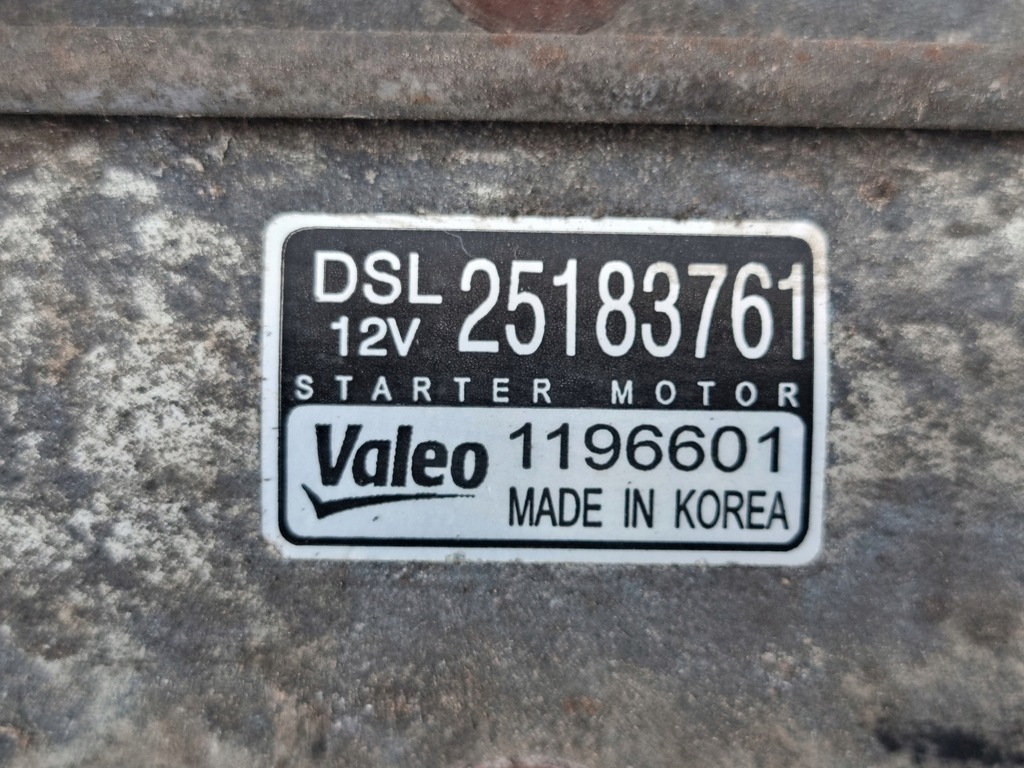 DSL 25183761
12V
STARTER MOTOR
Valeo 1196601
MADE IN KOREA